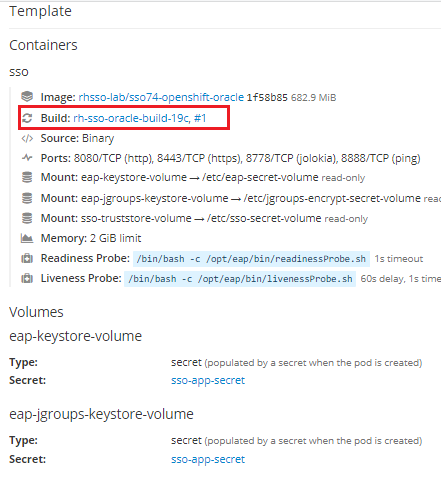 Template
Containers
sso
Image: rhsso-lab/sso74-openshift-oracle 1f58b85 682.9 MiB
Build: rh-sso-oracle-build-19c, #1
Source: Binary
Ports: 8080/TCP (http), 8443/TCP (https), 8778/TCP (jolokia), 8888/TCP (ping)
Mount: eap-keystore-volume → /etc/eap-secret-volume read-only
Mount: eap-jgroups-keystore-volume → /etc/jgroups-encrypt-secret-volume read
Mount: sso-truststore-volume → /etc/sso-secret-volume read-only
Memory: 2 GiB limit
Readiness Probe: /bin/bash -c /opt/eap/bin/readinessProbe.sh 1s timeout
Liveness Probe: /bin/bash -c /opt/eap/bin/livenessProbe.sh 60s delay, 1s time
Volumes
eap-keystore-volume
Type: secret (populated by a secret when the pod is created)
Secret: sso-app-secret
eap-jgroups-keystore-volume
Type: secret (populated by a secret when the pod is created)
Secret: sso-app-secret